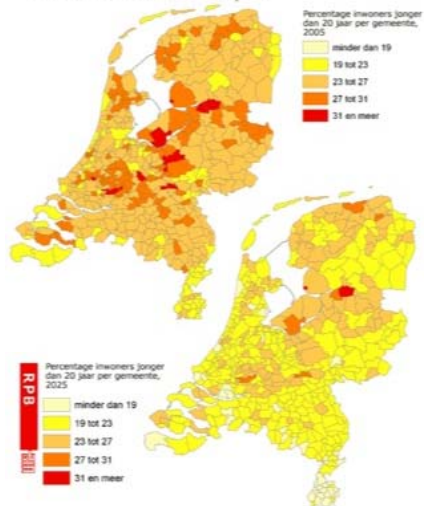 Percentage inwoners jonger
dan 20 jaar per gemeente,
2005
minder dan 19
19 tot 23
23 tot 27
27 tot 31
31 en meer
RPB
Percentage inwoners jonger
dan 20 jaar per gemeente,
2025
minder dan 19
19 tot 23
23 tot 27
27 tot 31
31 en meer